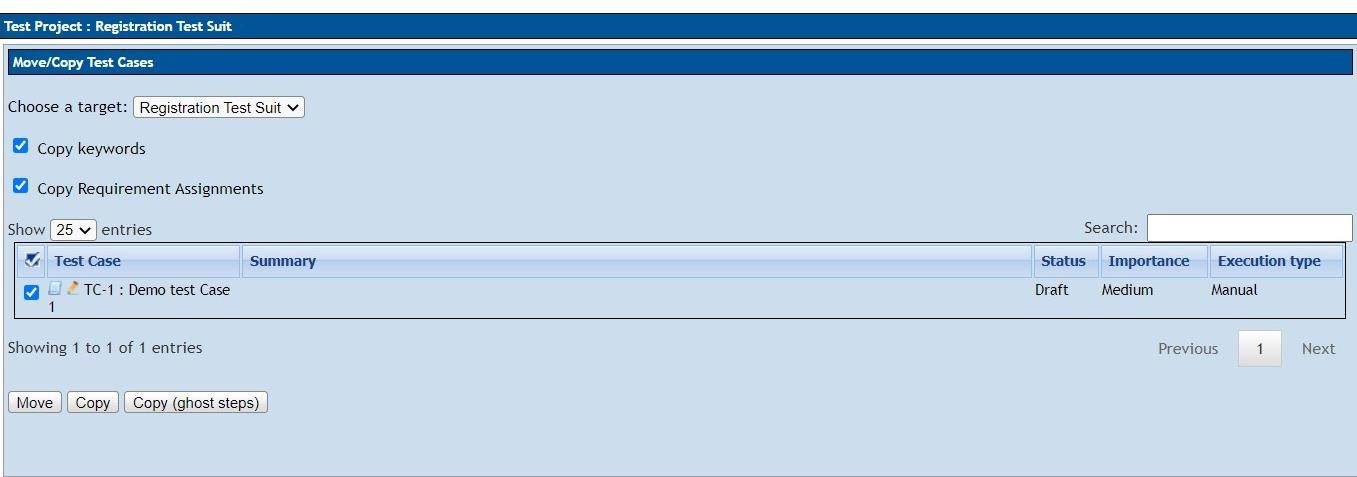 Test Project : Registration Test Suit
Move/Copy Test Cases
Choose a target: Registration Test Suit
Copy keywords
Copy Requirement Assignments
Show 25 entries
Search:
Test Case Summary Status Importance Execution type
TC-1 : Demo test Case Draft Medium Manual
1
Showing 1 to 1 of 1 entries
Previous 1 Next
Move Copy Copy (ghost steps)